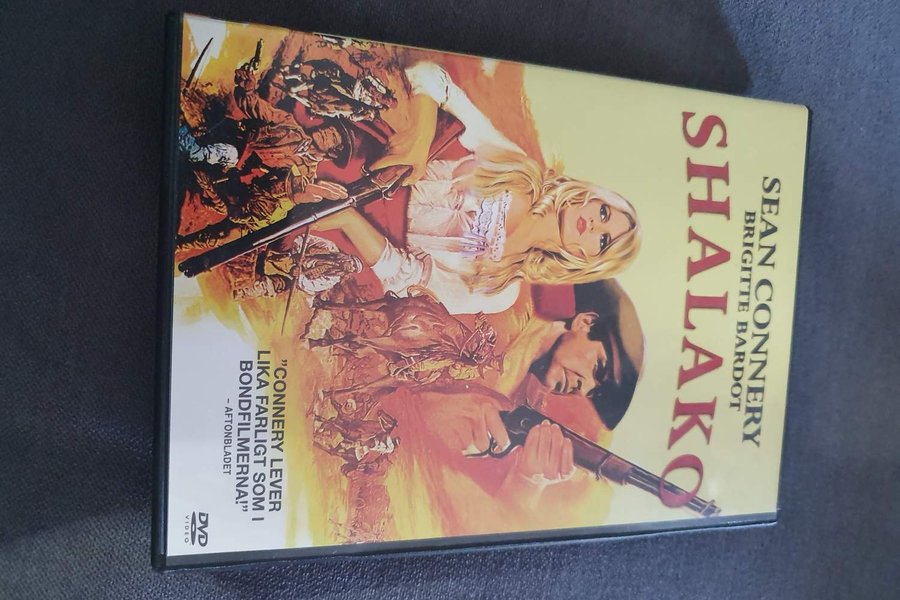 SEAN CONNERY
BRIGITTE BARDOT
SHALAKO
"CONNERY LEVER
LIKA FARLIGT SOM I
BONDFILMERNA!"
– AFTONBLADET
DVD
VIDEO